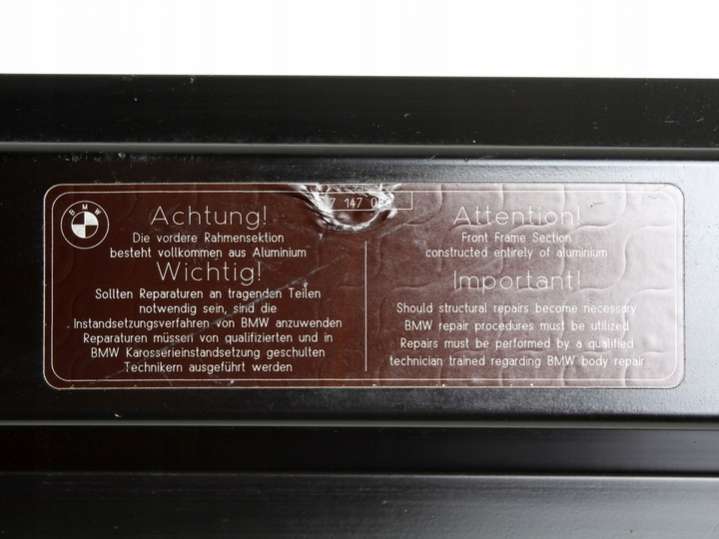 BMW
147
Achtung!
Die vordere Rahmensektion
besteht vollkommen aus Aluminium
Wichtig!
Sollten Reparaturen an tragenden Teilen
notwendig sein, sind die
Instandsetzungsverfahren von BMW anzuwenden
Reparaturen müssen von qualifizierten und in
BMW Karosserieinstandsetzung geschulten
Technikern ausgeführt werden
Attention!
Front Frame Section
constructed entirely of aluminium
Important!
Should structural repairs become necessary
BMW repair procedures must be utilized
Repairs must be performed by a qualified
technician trained regarding BMW body repair